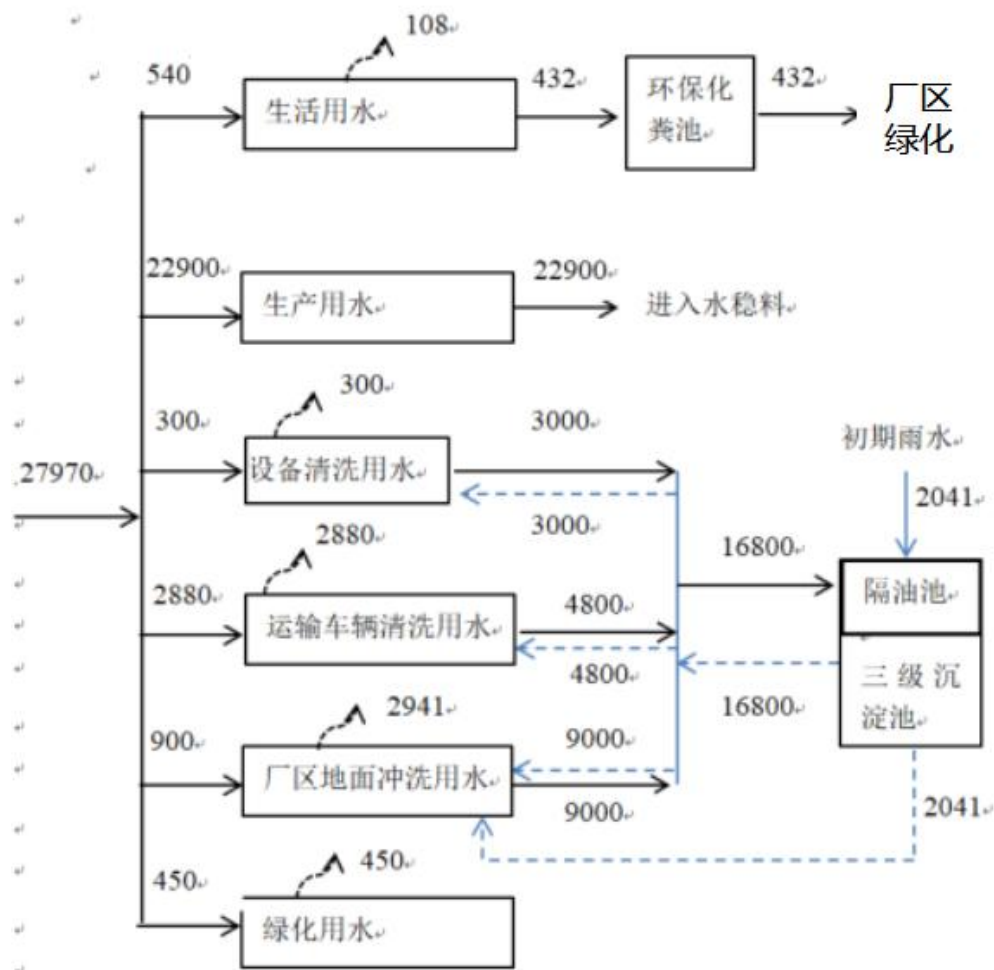 108
540
生活用水
432
环保化
粪池
432
厂区
绿化
22900
生产用水
22900
进入水稳料
300
300
设备清洗用水
3000
3000
初期雨水
2041
27970
2880
2880
运输车辆清洗用水
4800
4800
16800
隔油池
三级沉
淀池
16800
2941
900
厂区地面冲洗用水
9000
9000
2041
450
450
绿化用水